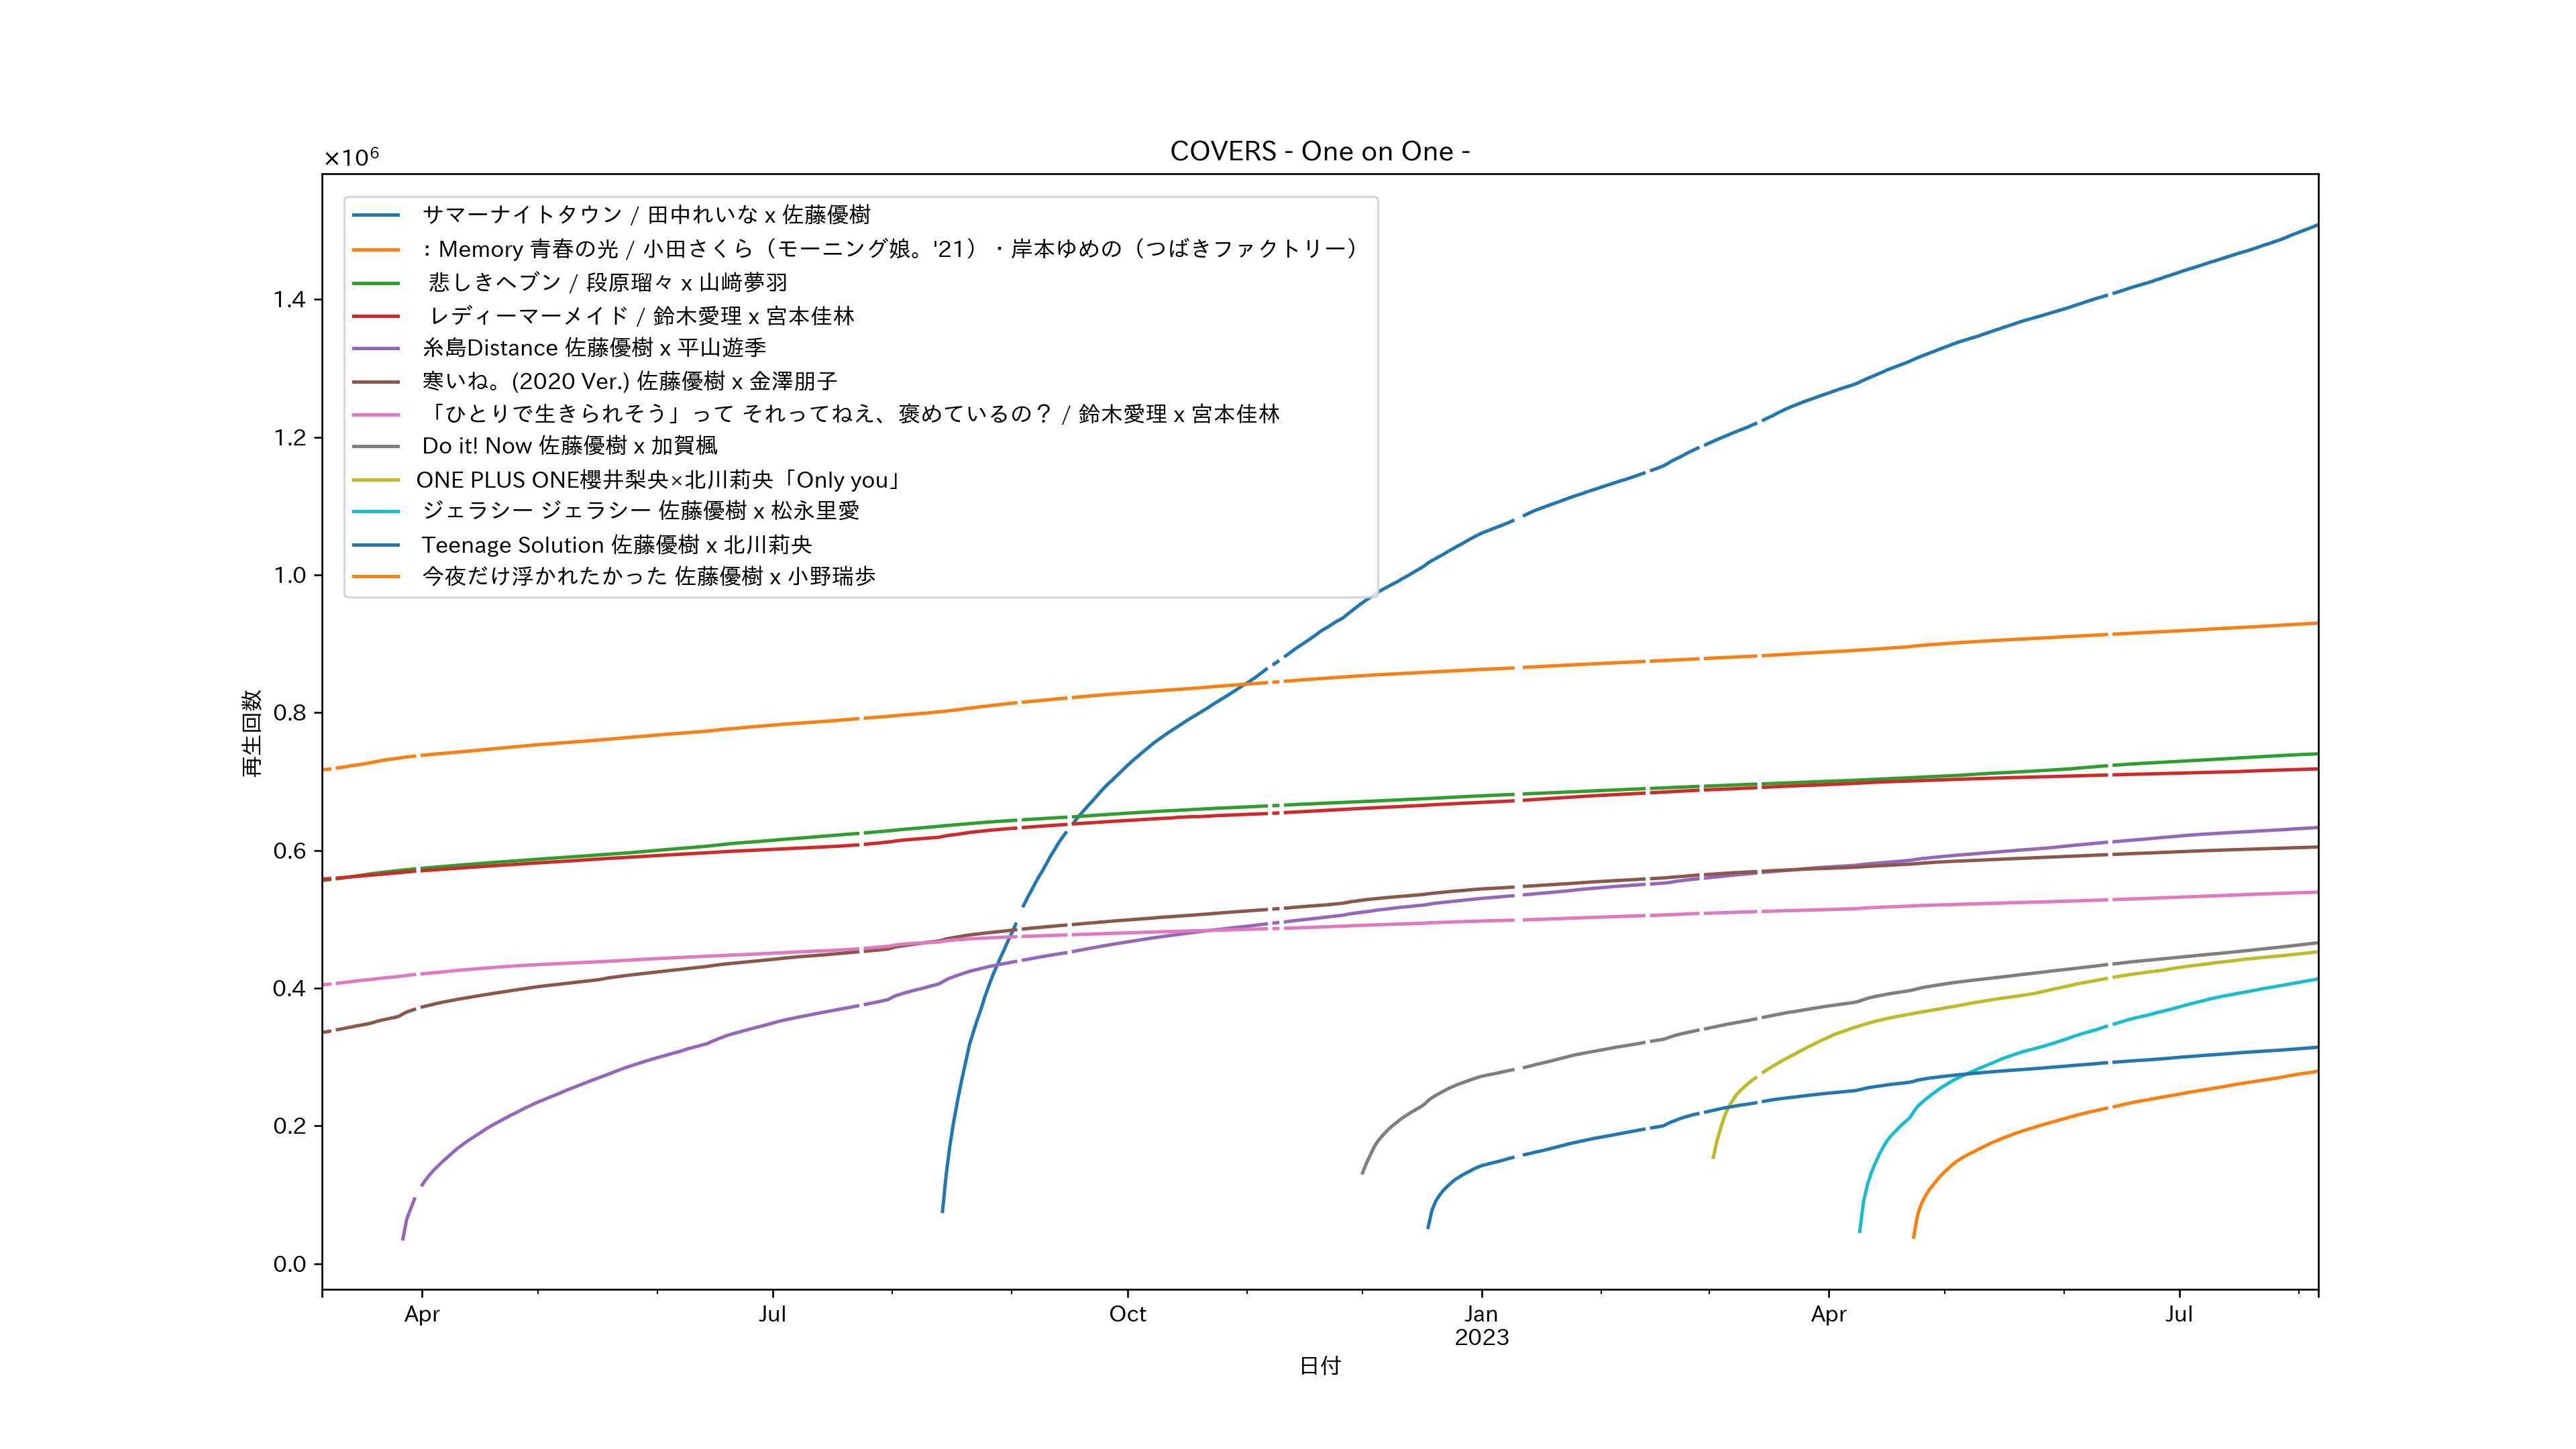 COVERS - One on One -
×10⁶
サマーナイトタウン / 田中れいな x 佐藤優樹
: Memory 青春の光 / 小田さくら（モーニング娘。'21）・岸本ゆめの（つばきファクトリー）
悲しきヘブン / 段原瑠々 x 山﨑夢羽
レディーマーメイド / 鈴木愛理 x 宮本佳林
糸島Distance 佐藤優樹 x 平山遊季
寒いね。(2020 Ver.) 佐藤優樹 x 金澤朋子
「ひとりで生きられそう」って それってねえ、褒めているの？ / 鈴木愛理 x 宮本佳林
Do it! Now 佐藤優樹 x 加賀楓
ONE PLUS ONE櫻井梨央×北川莉央「Only you」
ジェラシー ジェラシー 佐藤優樹 x 松永里愛
Teenage Solution 佐藤優樹 x 北川莉央
今夜だけ浮かれたかった 佐藤優樹 x 小野瑞歩
1.4
1.2
1.0
0.8
0.6
0.4
0.2
0.0
再生回数
Apr
Jul
Oct
Jan
2023
Apr
Jul
日付